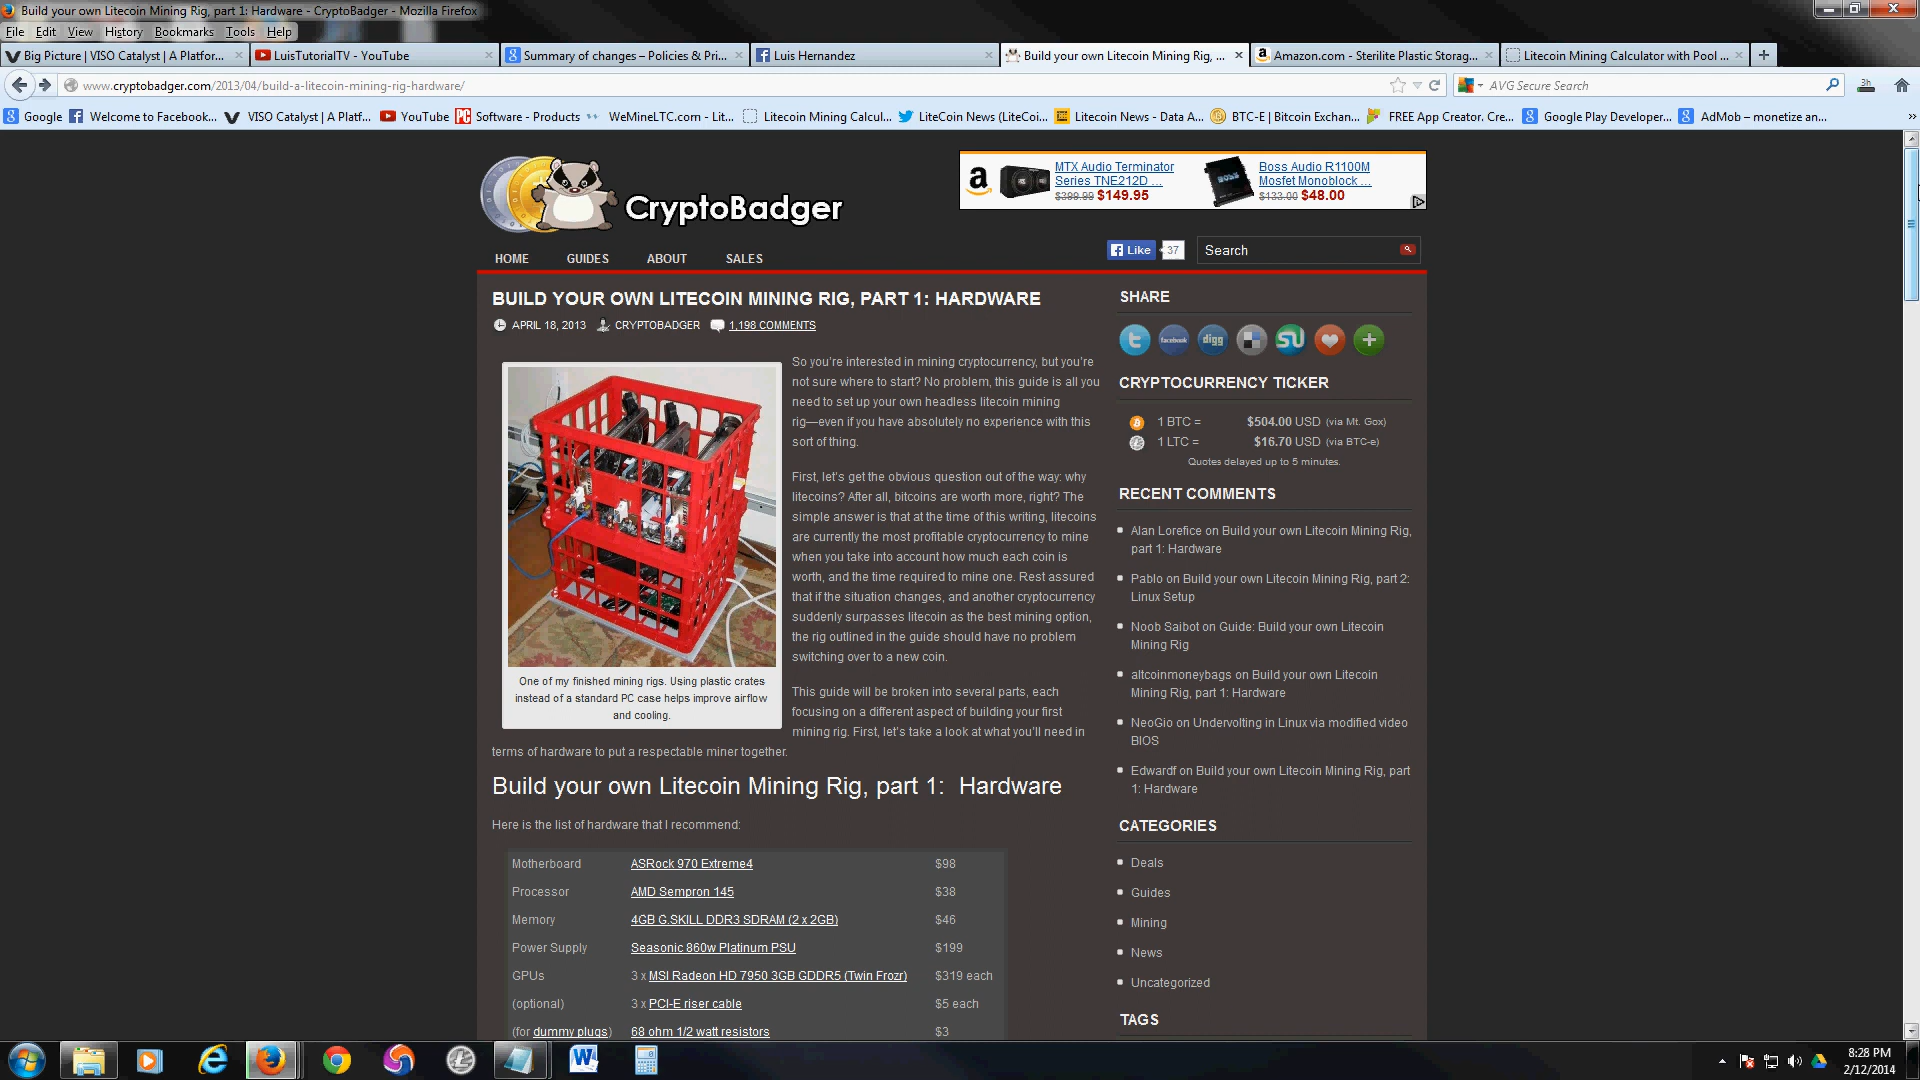 Build your own Litecoin Mining Rig, part 1: Hardware - CryptoBadger - Mozilla Firefox
File Edit View History Bookmarks Tools Help
Big Picture | VISO Catalyst | A Platfor...
LuisTutorialTV - YouTube
Summary of changes – Policies & Pri...
Luis Hernandez
Build your own Litecoin Mining Rig, ...
Amazon.com - Sterilite Plastic Storag...
Litecoin Mining Calculator with Pool ...
www.cryptobadger.com/2013/04/build-a-litecoin-mining-rig-hardware/
AVG Secure Search
3h
Google
Welcome to Facebook...
VISO Catalyst | A Platf...
YouTube
Software - Products
WeMineLTC.com - Lit...
Litecoin Mining Calcul...
LiteCoin News (LiteCoi...
Litecoin News - Data A...
BTC-E | Bitcoin Exchan...
FREE App Creator. Cre...
Google Play Developer...
AdMob – monetize an...
CryptoBadger
MTX Audio Terminator
Series TNE212D ...
$399.99 $149.95
Boss Audio R1100M
Mosfet Monoblock ...
$133.00 $48.00
HOME GUIDES ABOUT SALES
Like 37
Search
BUILD YOUR OWN LITECOIN MINING RIG, PART 1: HARDWARE
APRIL 18, 2013 CRYPTOBADGER 1,198 COMMENTS
One of my finished mining rigs. Using plastic crates
instead of a standard PC case helps improve airflow
and cooling.
So you're interested in mining cryptocurrency, but you're
not sure where to start? No problem, this guide is all you
need to set up your own headless litecoin mining
rig—even if you have absolutely no experience with this
sort of thing.
First, let's get the obvious question out of the way: why
litecoins? After all, bitcoins are worth more, right? The
simple answer is that at the time of this writing, litecoins
are currently the most profitable cryptocurrency to mine
when you take into account how much each coin is
worth, and the time required to mine one. Rest assured
that if the situation changes, and another cryptocurrency
suddenly surpasses litecoin as the best mining option,
the rig outlined in the guide should have no problem
switching over to a new coin.
This guide will be broken into several parts, each
focusing on a different aspect of building your first
mining rig. First, let's take a look at what you'll need in
terms of hardware to put a respectable miner together.
Build your own Litecoin Mining Rig, part 1: Hardware
Here is the list of hardware that I recommend:
Motherboard ASRock 970 Extreme4 $98
Processor AMD Sempron 145 $38
Memory 4GB G.SKILL DDR3 SDRAM (2 x 2GB) $46
Power Supply Seasonic 860w Platinum PSU $199
GPUs 3 x MSI Radeon HD 7950 3GB GDDR5 (Twin Frozr) $319 each
(optional) 3 x PCI-E riser cable $5 each
(for dummy plugs) 68 ohm 1/2 watt resistors $3
SHARE
facebook
digg
CRYPTOCURRENCY TICKER
1 BTC = $504.00 USD (via Mt. Gox)
1 LTC = $16.70 USD (via BTC-e)
Quotes delayed up to 5 minutes.
RECENT COMMENTS
Alan Lorefice on Build your own Litecoin Mining Rig,
part 1: Hardware
Pablo on Build your own Litecoin Mining Rig, part 2:
Linux Setup
Noob Saibot on Guide: Build your own Litecoin
Mining Rig
altcoinmoneybags on Build your own Litecoin
Mining Rig, part 1: Hardware
NeoGio on Undervolting in Linux via modified video
BIOS
Edwardf on Build your own Litecoin Mining Rig, part
1: Hardware
CATEGORIES
Deals
Guides
Mining
News
Uncategorized
TAGS
8:28 PM
2/12/2014